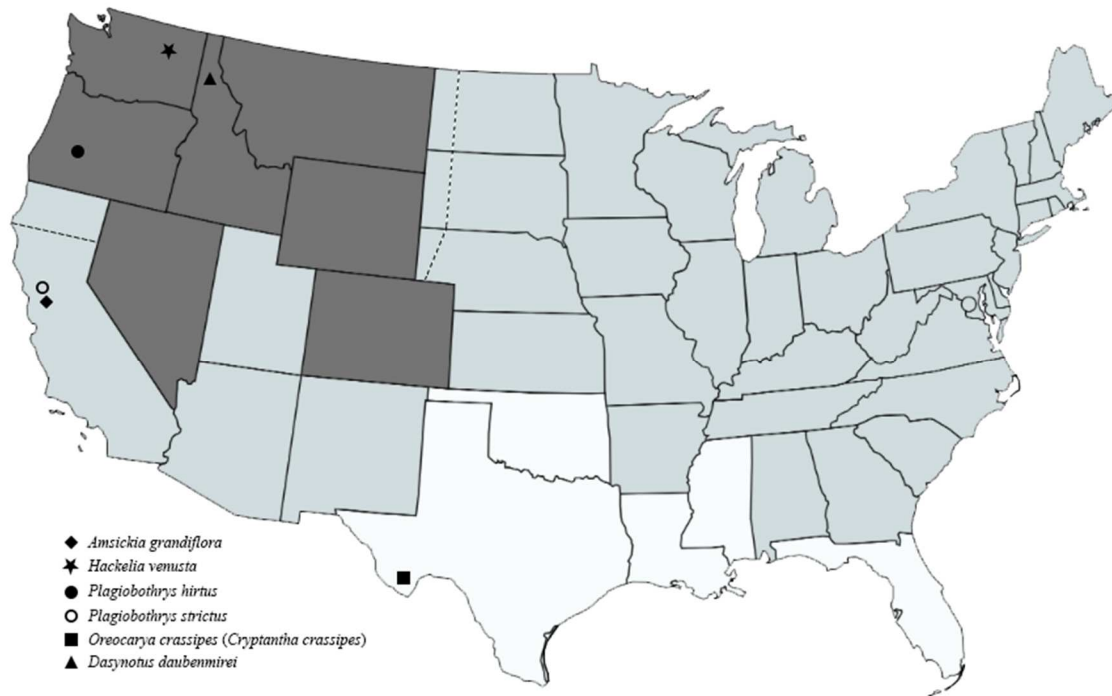 Amsickia grandiflora
Hackelia venusta
Plagiobothrys hirtus
Plagiobothrys strictus
Oreocarya crassipes (Cryptantha crassipes)
Dasynotus daubenmirei